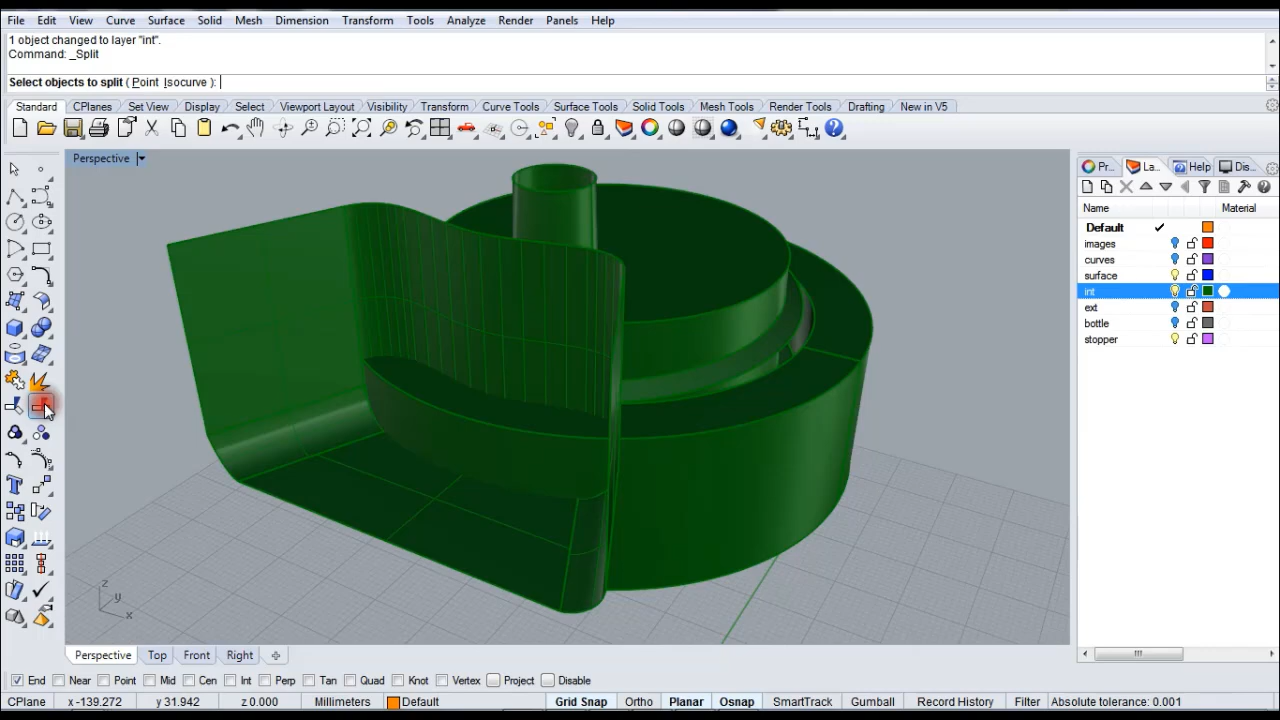 File Edit View Curve Surface Solid Mesh Dimension Transform Tools Analyze Render Panels Help
1 object changed to layer "int".
Command: _Split
Select objects to split ( Point Isocurve ):
Standard CPlanes Set View Display Select Viewport Layout Visibility Transform Curve Tools Surface Tools Solid Tools Mesh Tools Render Tools Drafting New in V5
Perspective
Pr... La... Help Dis...
Name Material
Default
images
curves
surface
int
ext
bottle
stopper
z
y
x
Perspective Top Front Right
End Near Point Mid Cen Int Perp Tan Quad Knot Vertex Project Disable
CPlane x -139.272 y 31.942 z 0.000 Millimeters Default Grid Snap Ortho Planar Osnap SmartTrack Gumball Record History Filter Absolute tolerance: 0.001